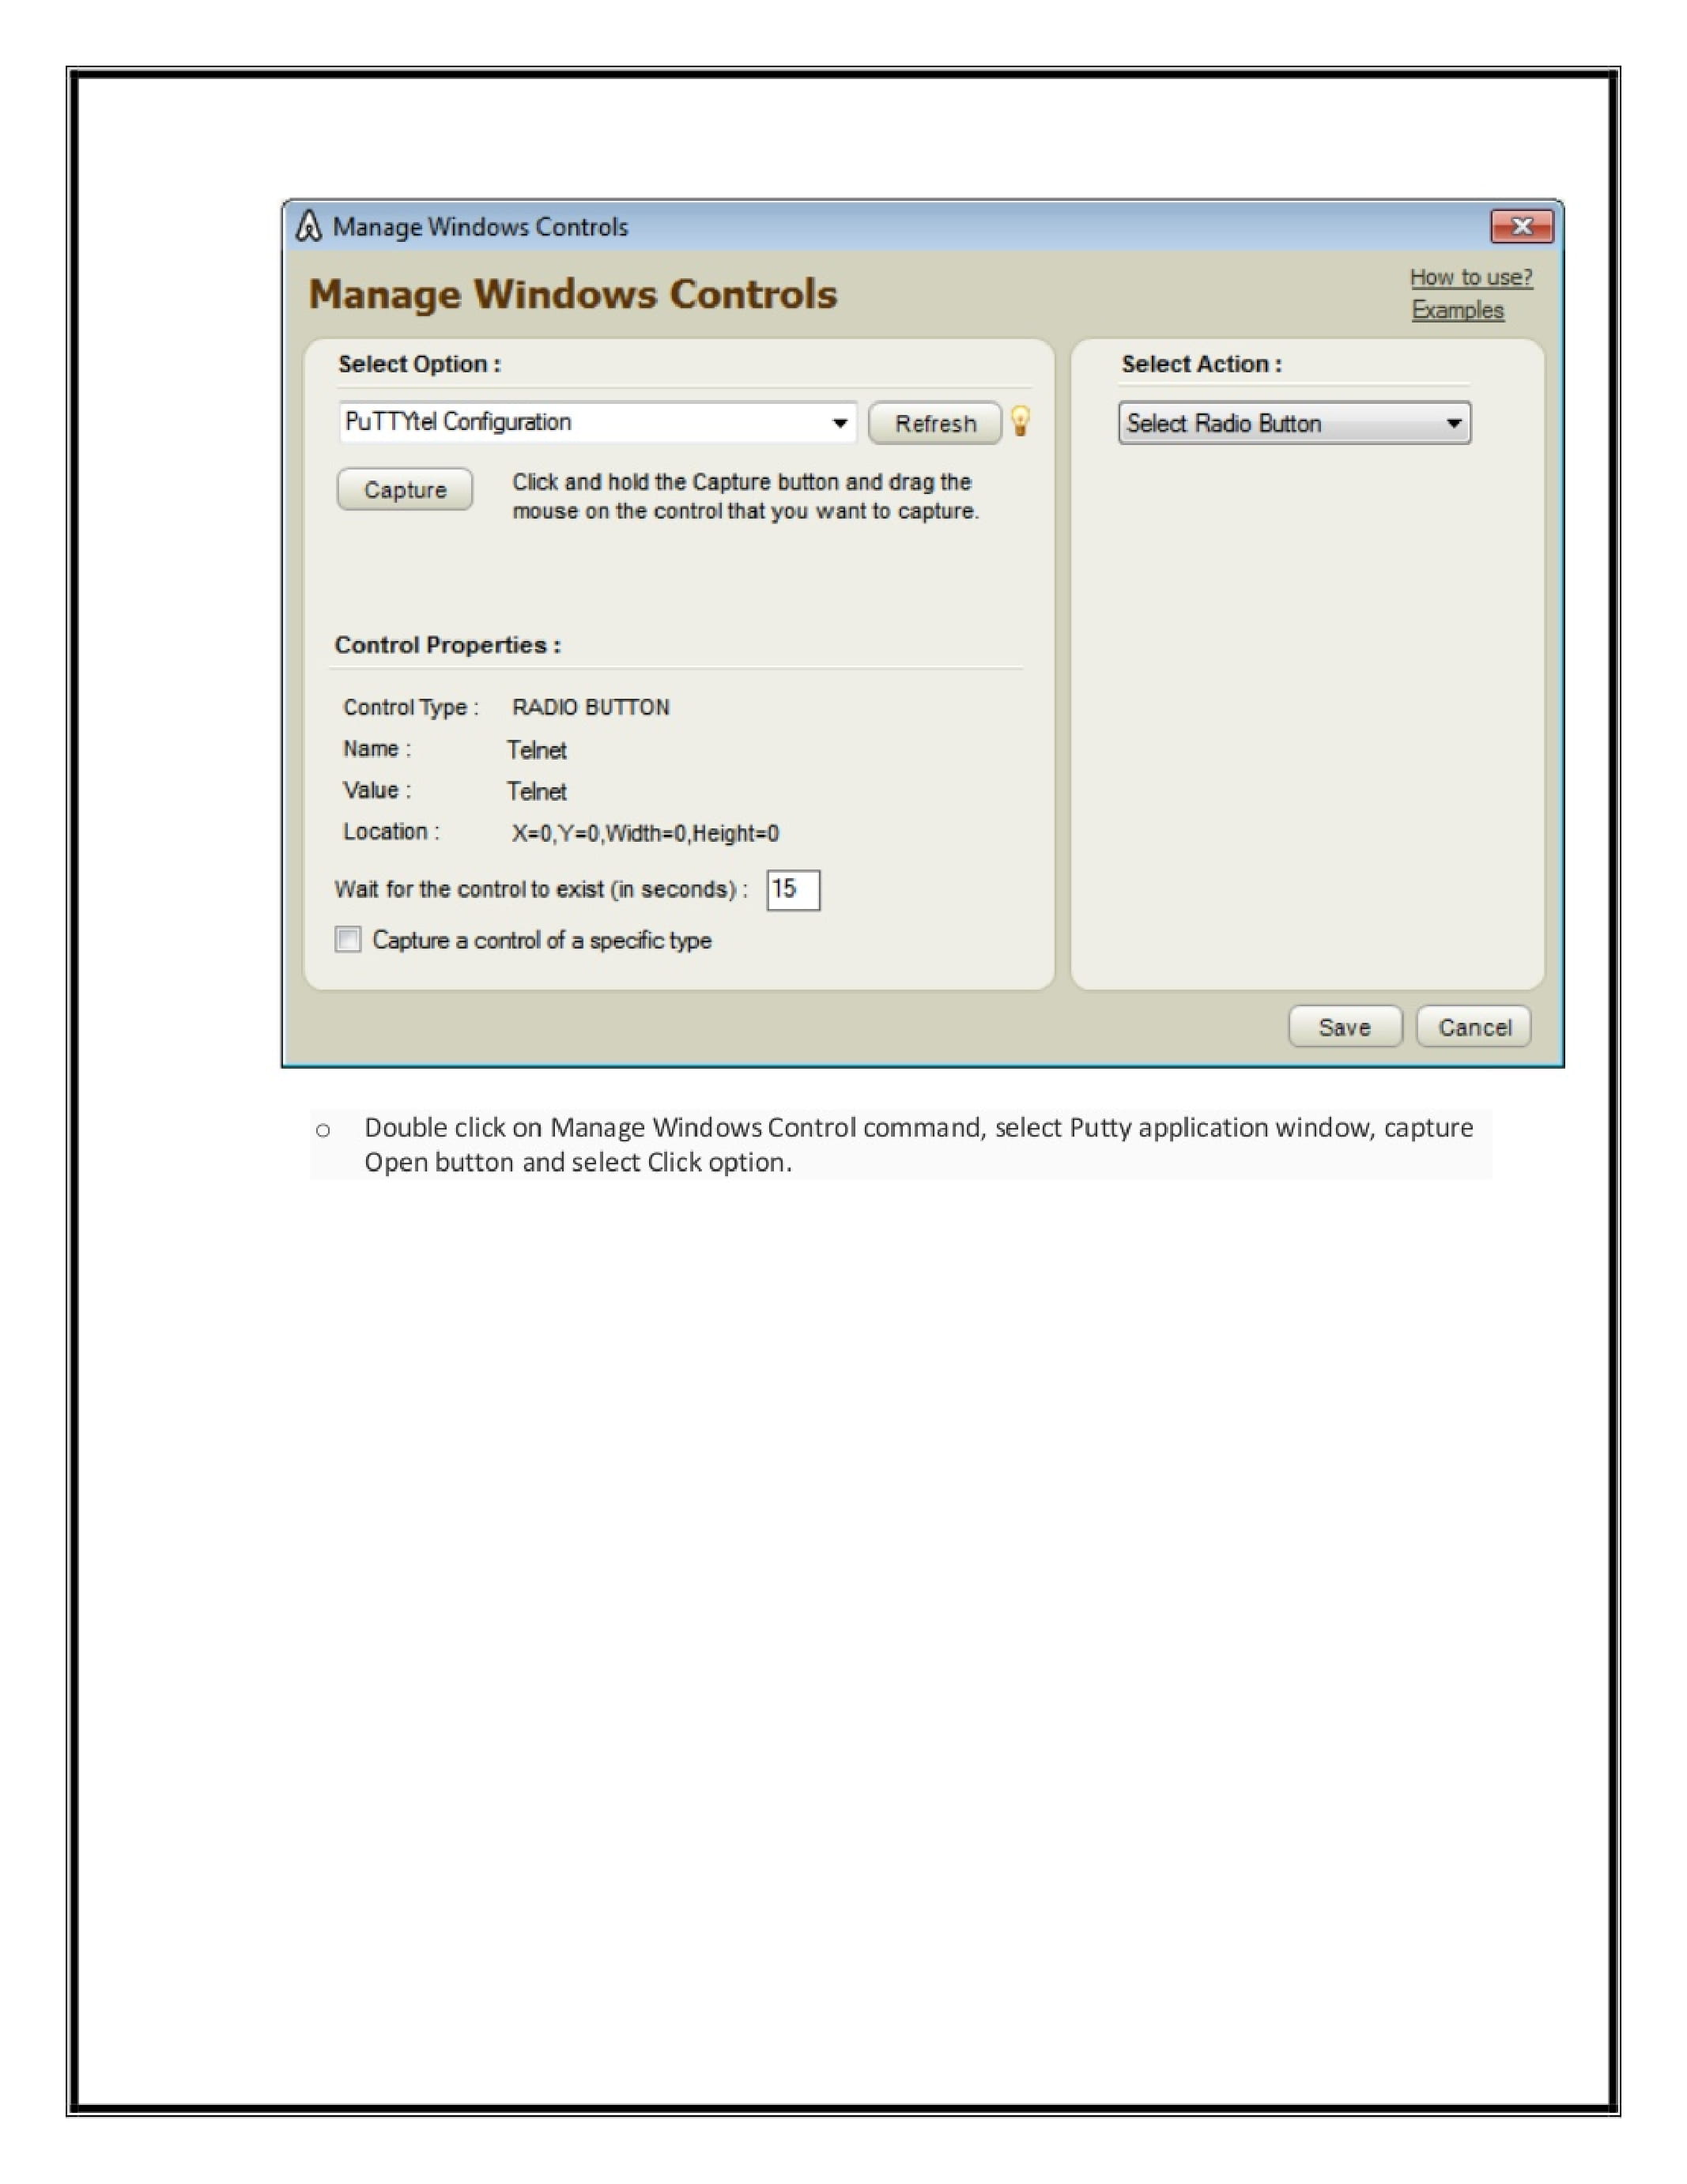 Manage Windows Controls
Manage Windows Controls
How to use?
Examples
Select Option :
PuTTYtel Configuration
Refresh
Capture
Click and hold the Capture button and drag the
mouse on the control that you want to capture.
Control Properties :
Control Type : RADIO BUTTON
Name : Telnet
Value : Telnet
Location : X=0,Y=0,Width=0,Height=0
Wait for the control to exist (in seconds) : 15
Capture a control of a specific type
Select Action :
Select Radio Button
Save
Cancel
o Double click on Manage Windows Control command, select Putty application window, capture
Open button and select Click option.